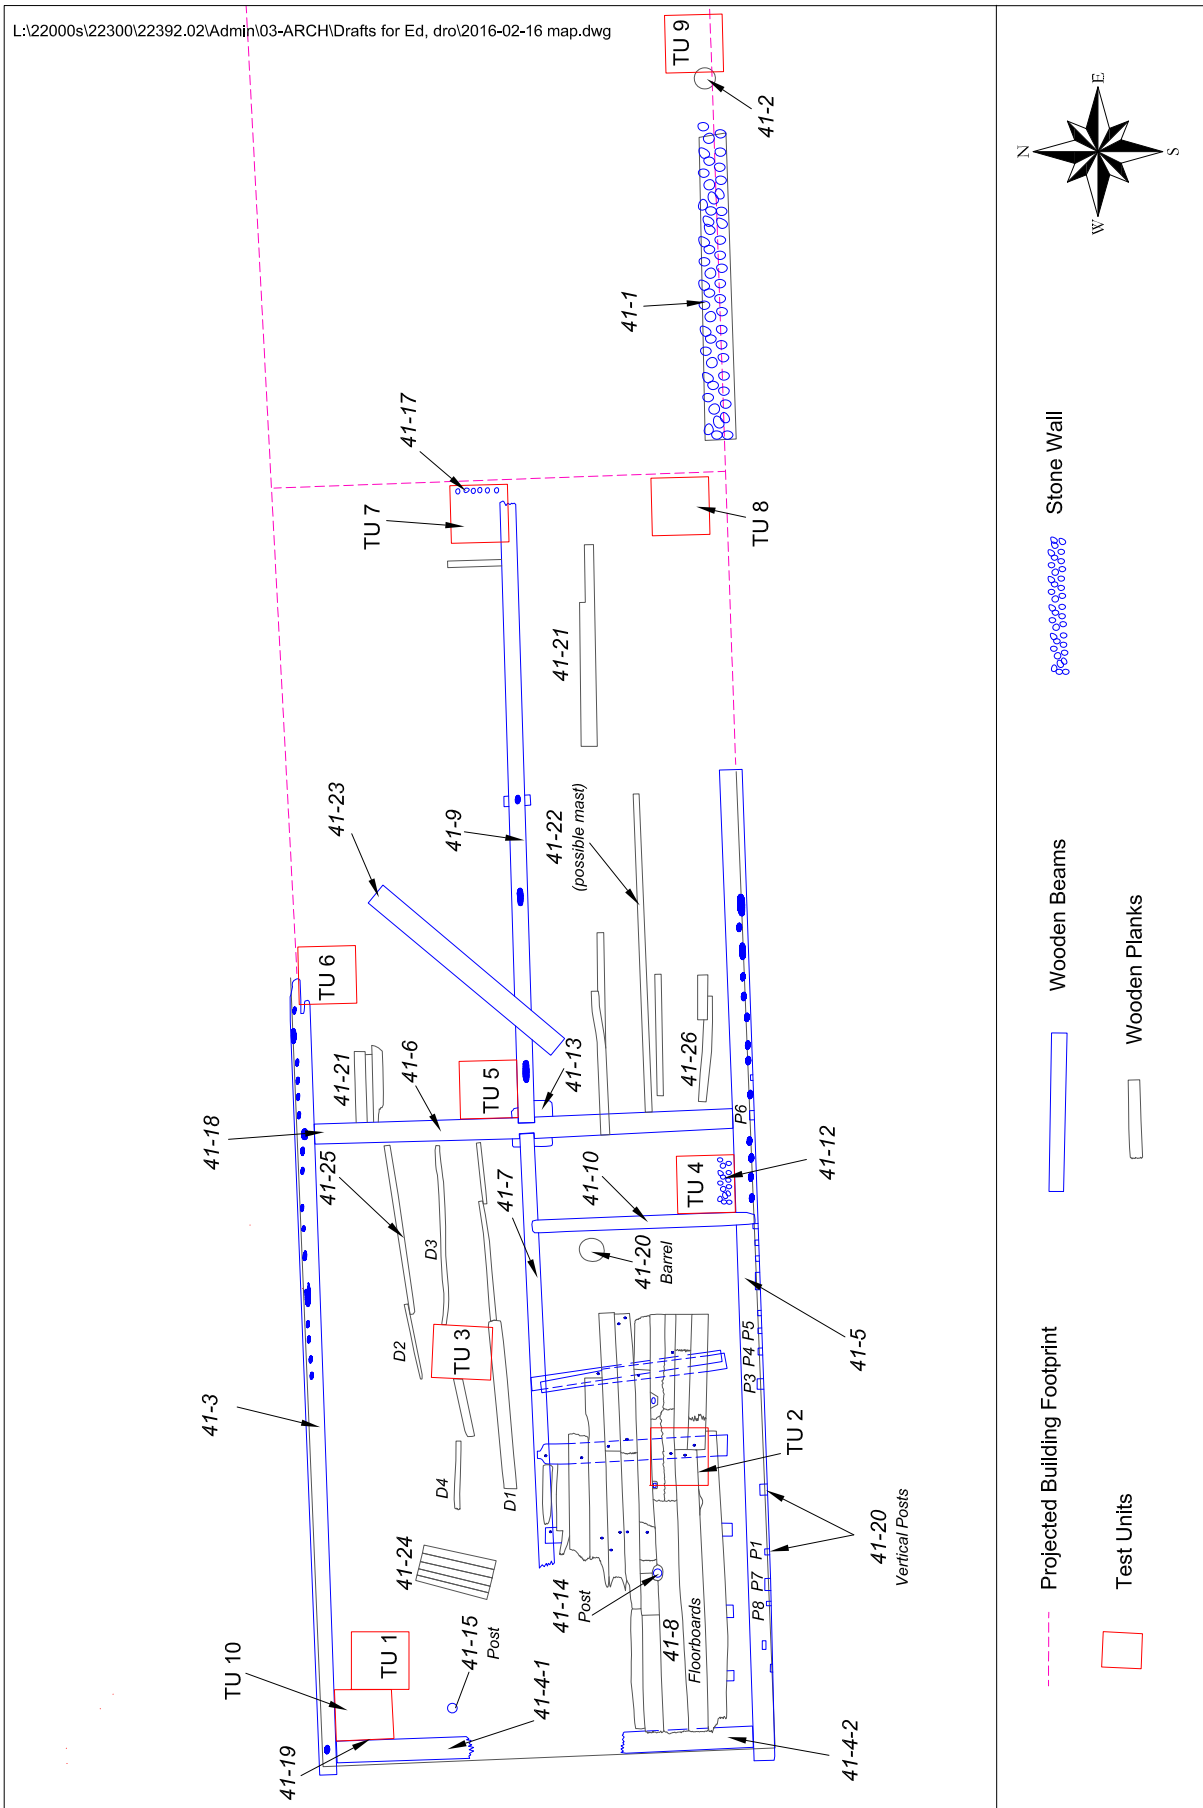 L:\22000s\22300\22392.02\Admin\03-ARCH\Drafts for Ed, dro\2016-02-16 map.dwg
TU 9
41-2
41-1
41-17
TU 7
TU 8
41-21
41-23
41-9
41-22
(possible mast)
TU 6
41-21
41-6
TU 5
41-13
41-26
41-18
41-25
P6
41-12
TU 4
41-10
41-7
D3
41-20
Barrel
D2
TU 3
41-3
41-5
P5
P4
P3
D4
D1
TU 2
41-24
41-14
Post
41-20
Vertical Posts
P1
P7
P8
41-8
Floorboards
TU 1
TU 10
41-15
Post
41-4-1
41-19
41-4-2
N
E
S
W
Projected Building Footprint
Test Units
Wooden Beams
Wooden Planks
Stone Wall